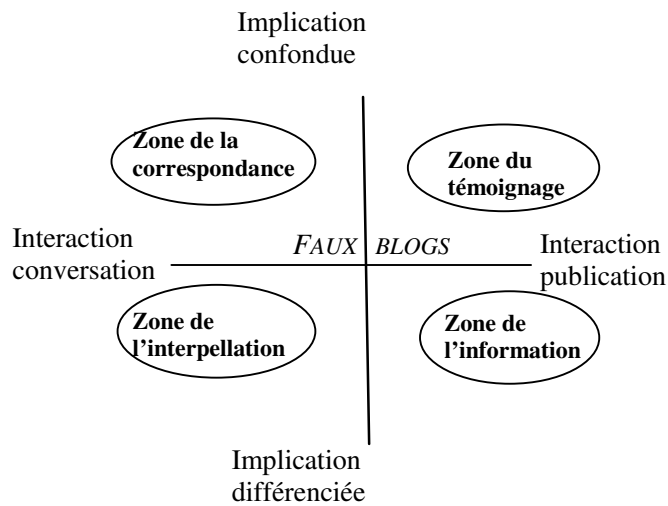 Implication
confondue
Zone de la
correspondance
Zone du
témoignage
Interaction
conversation
FAUX BLOGS
Interaction
publication
Zone de
l’interpellation
Zone de
l’information
Implication
différenciée